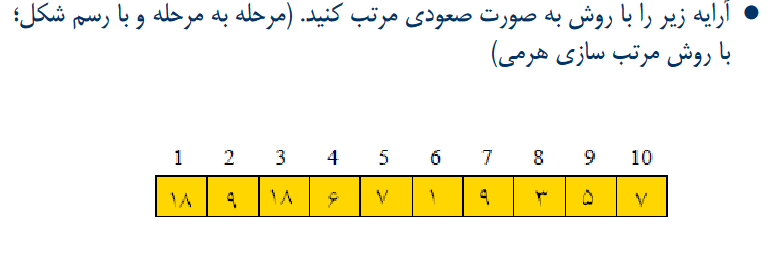 ● آرایه زیر را با روش به صورت صعودی مرتب کنید. (مرحله به مرحله و با رسم شکل؛
با روش مرتب سازی هرمی)
1 2 3 4 5 6 7 8 9 10
۱۸ ۹ ۱۸ ۶ ۷ ۱ ۹ ۳ ۵ ۷